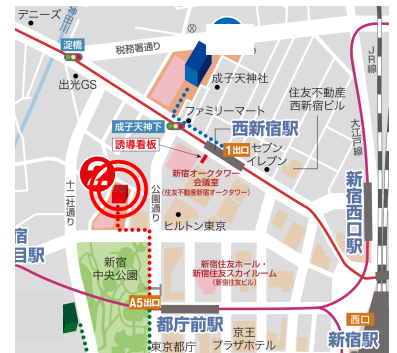 デニーズ
神田川
淀橋
税務署通り
出光GS
成子天神社
ファミリーマート
住友不動産
西新宿ビル
JR線
大江戸線
成子天神下
誘導看板
西新宿駅
1出口
セブン
イレブン
新宿オークタワー
会議室
(住友不動産新宿オークタワー)
2
十二社通り
公園通り
ヒルトン東京
新宿西口駅
宿
目駅
新宿
中央公園
新宿住友ホール・
新宿住友スカイルーム
(新宿住友ビル)
A5出口
都庁前駅
東京都庁
京王
プラザホテル
西口
新宿駅